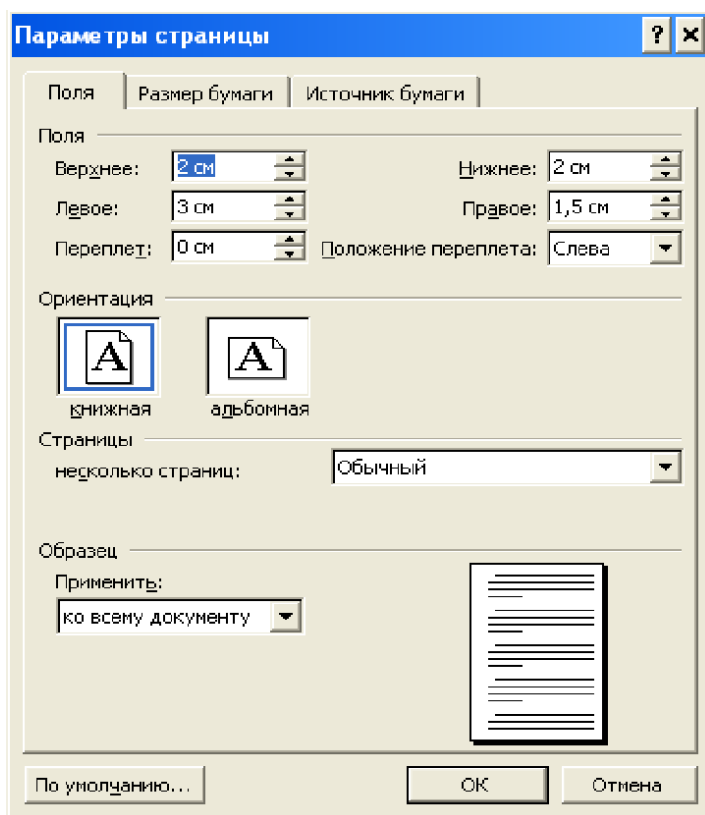 Параметры страницы
Поля Размер бумаги Источник бумаги
Поля
Верхнее: 2 см Нижнее: 2 см
Левое: 3 см Правое: 1,5 см
Переплет: 0 см Положение переплета: Слева
Ориентация
A A
книжная альбомная
Страницы
несколько страниц: Обычный
Образец
Применить:
ко всему документу
По умолчанию... ОК Отмена